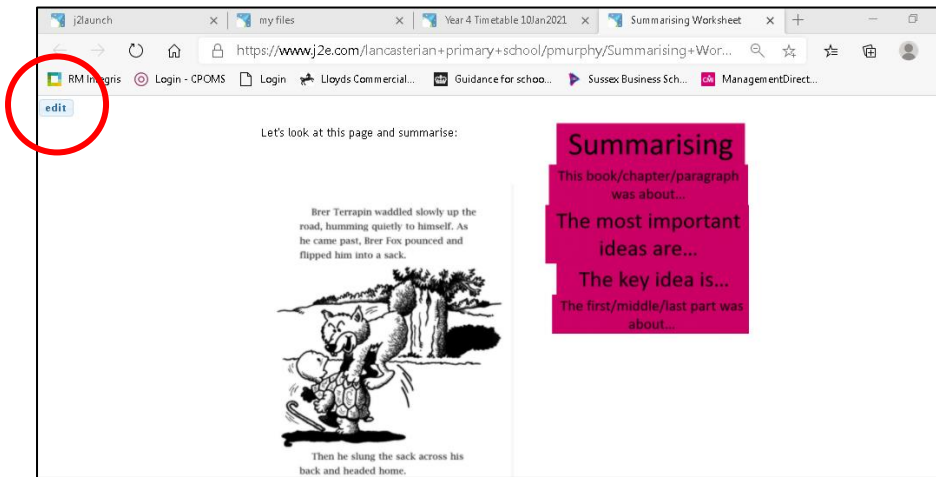 j2launch
my files
Year 4 Timetable 10Jan2021
Summarising Worksheet
https://www.j2e.com/lancasterian+primary+school/pmurphy/Summarising+Wor...
RM Integris
Login - CPOMS
Login
Lloyds Commercial...
Guidance for schoo...
Sussex Business Sch...
CMI
ManagementDirect...
edit
Let's look at this page and summarise:
Brer Terrapin waddled slowly up the
road, humming quietly to himself. As
he came past, Brer Fox pounced and
flipped him into a sack.
Then he slung the sack across his
back and headed home.
Summarising
This book/chapter/paragraph
was about...
The most important
ideas are...
The key idea is...
The first/middle/last part was
about...